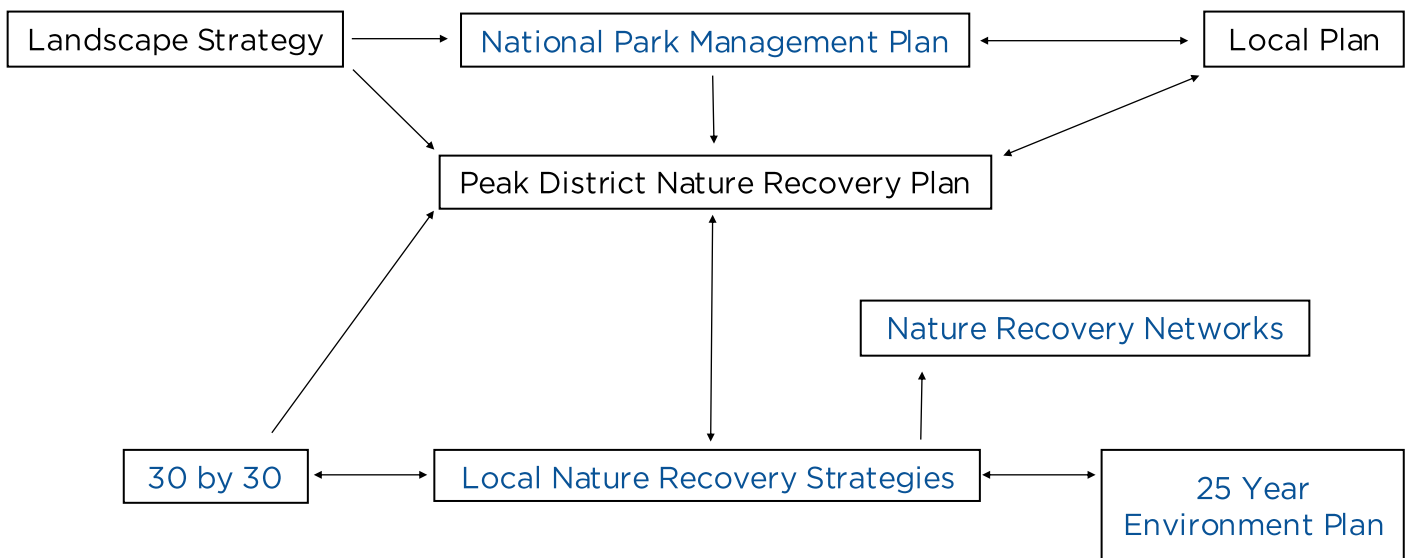 Landscape Strategy
National Park Management Plan
Local Plan
Peak District Nature Recovery Plan
Nature Recovery Networks
30 by 30
Local Nature Recovery Strategies
25 Year
Environment Plan